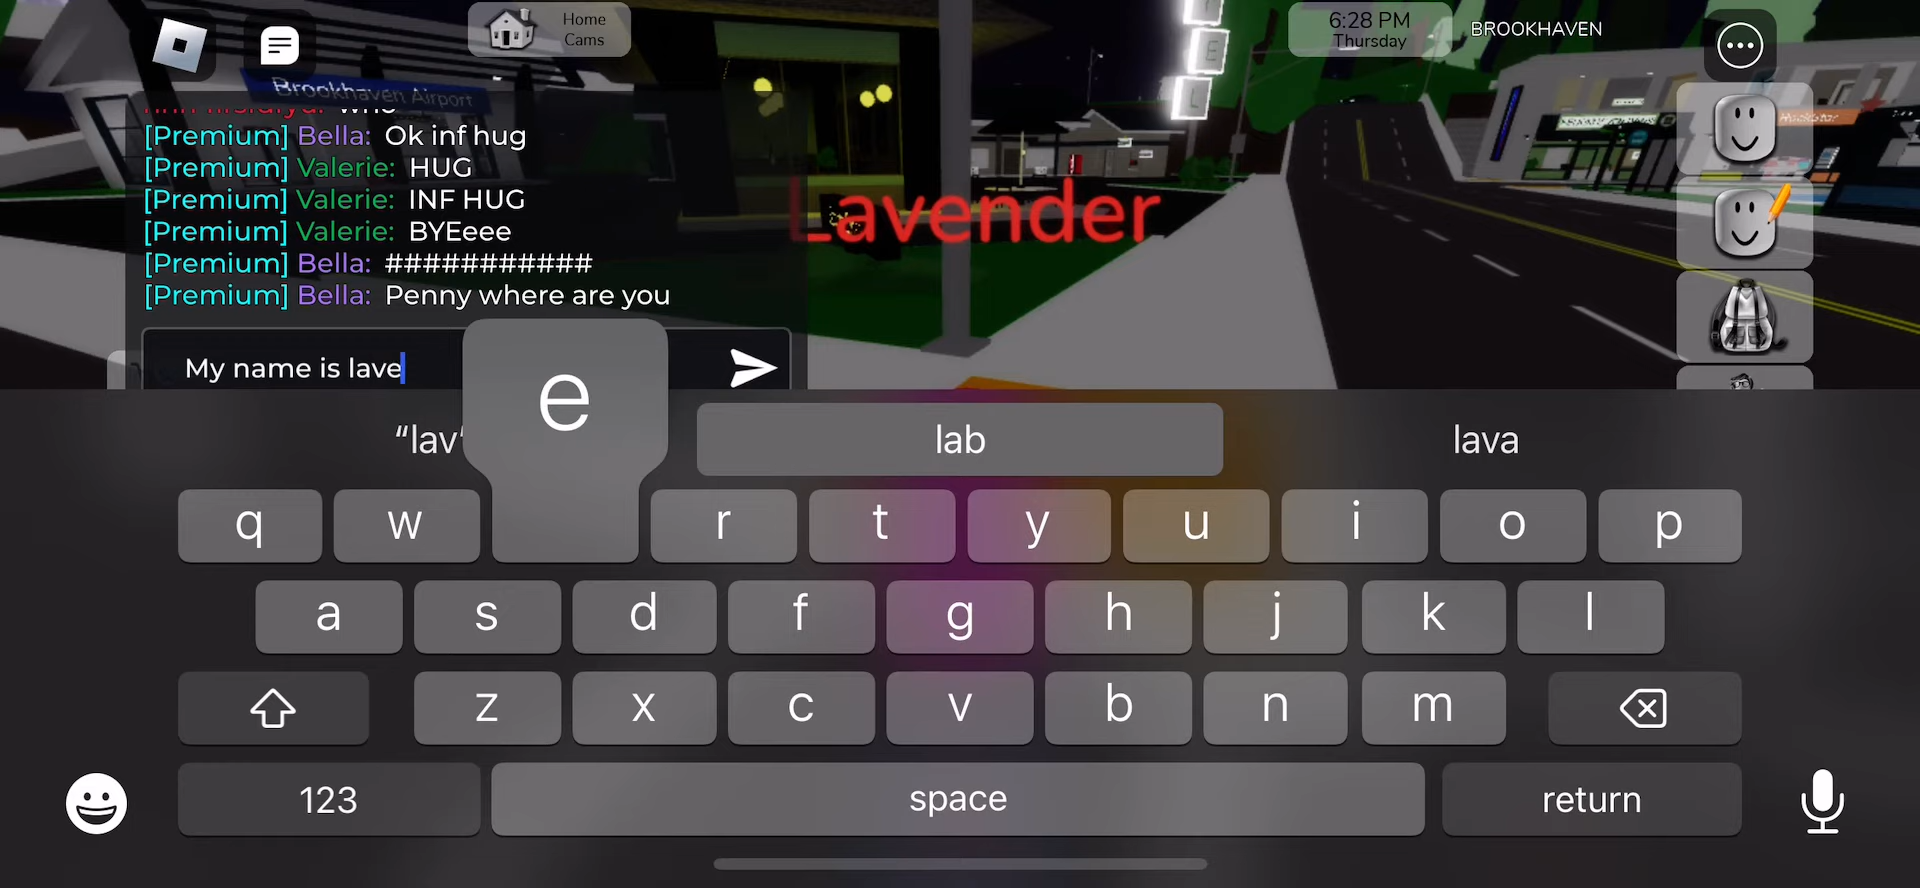 Home
Cams
6:28 PM
Thursday
BROOKHAVEN
Brookhaven Airport
who
[Premium] Bella: Ok inf hug
[Premium] Valerie: HUG
[Premium] Valerie: INF HUG
[Premium] Valerie: BYEeee
[Premium] Bella: ###########
[Premium] Bella: Penny where are you
Lavender
My name is lave
e
“lav
lab
lava
q w r t y u i o p
a s d f g h j k l
z x c v b n m
123
space
return